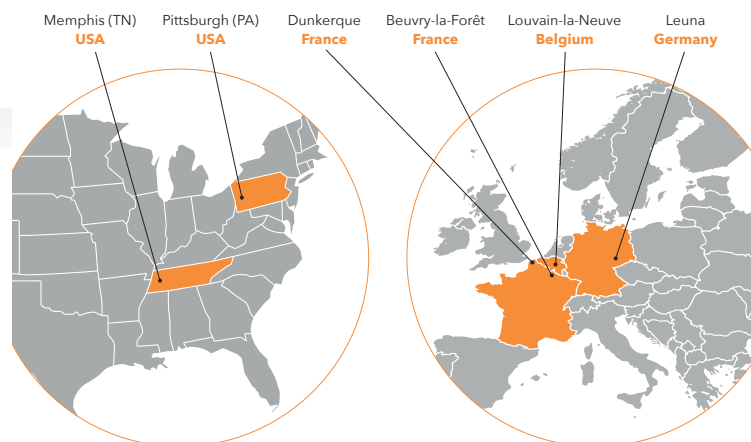 Memphis (TN)
USA
Pittsburgh (PA)
USA
Dunkerque
France
Beuvry-la-Forêt
France
Louvain-la-Neuve
Belgium
Leuna
Germany